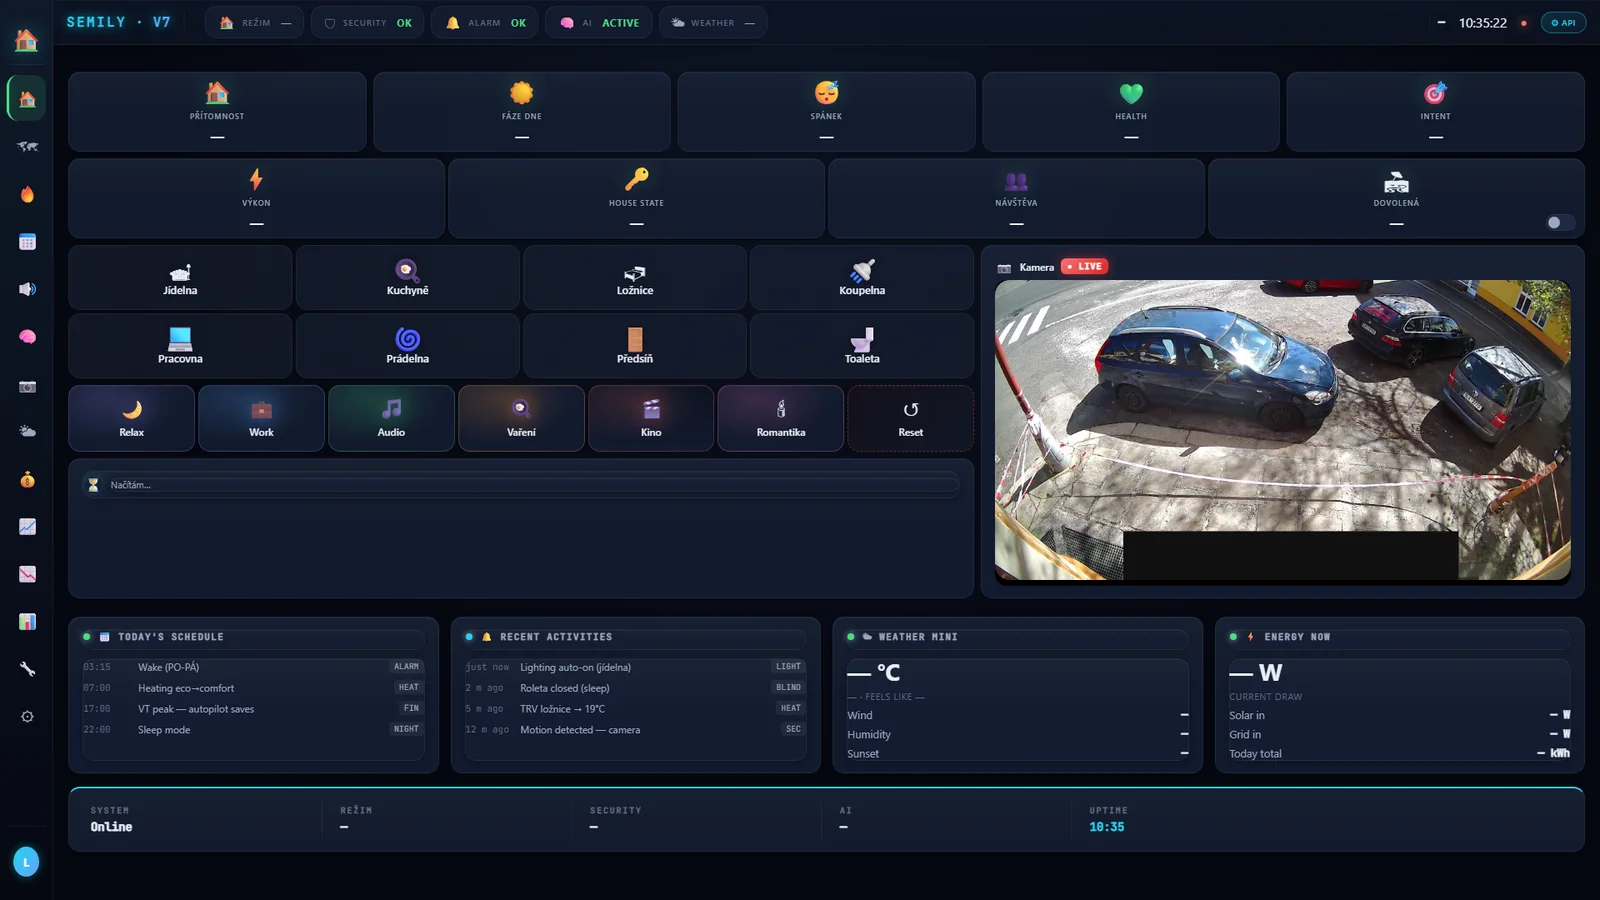 SEMILY · V7
REŽIM —
SECURITY OK
ALARM OK
AI ACTIVE
WEATHER —
— 10:35:22
API
PŘÍTOMNOST
—
FÁZE DNE
—
SPÁNEK
—
HEALTH
—
INTENT
—
VÝKON
—
HOUSE STATE
—
NÁVŠTĚVA
—
DOVOLENÁ
—
Jídelna
Kuchyně
Ložnice
Koupelna
Pracovna
Prádelna
Předsíň
Toaleta
Relax
Work
Audio
Vaření
Kino
Romantika
Reset
Načítám...
Kamera • LIVE
TODAY'S SCHEDULE
03:15 Wake (PO-PÁ) ALARM
07:00 Heating eco→comfort HEAT
17:00 VT peak — autopilot saves FIN
22:00 Sleep mode NIGHT
RECENT ACTIVITIES
just now Lighting auto-on (jídelna) LIGHT
2 m ago Roleta closed (sleep) BLIND
5 m ago TRV ložnice → 19°C HEAT
12 m ago Motion detected — camera SEC
WEATHER MINI
— °C
— · FEELS LIKE —
Wind —
Humidity —
Sunset —
ENERGY NOW
— W
CURRENT DRAW
Solar in — W
Grid in — W
Today total — kWh
SYSTEM
Online
REŽIM
—
SECURITY
—
AI
—
UPTIME
10:35
L